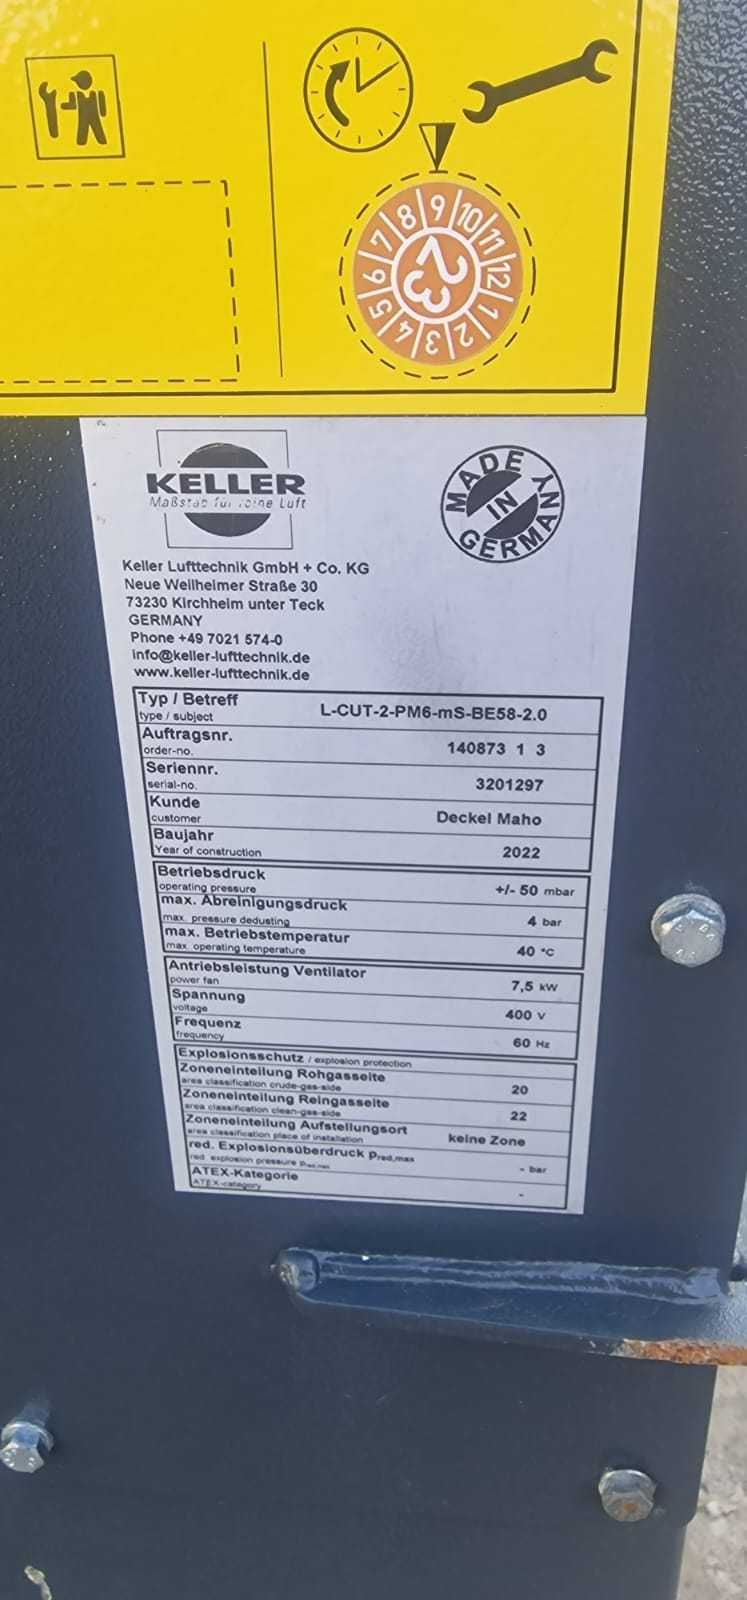 7 8 9 10 11 12 1 2 3 4 5 6
23
KELLER
Maßstab für reine Luft
MADE IN GERMANY
Keller Lufttechnik GmbH + Co. KG
Neue Weilheimer Straße 30
73230 Kirchheim unter Teck
GERMANY
Phone +49 7021 574-0
info@keller-lufttechnik.de
www.keller-lufttechnik.de
Typ / Betreff
type / subject
L-CUT-2-PM6-mS-BE58-2.0
Auftragsnr.
order-no.
140873 1 3
Seriennr.
serial-no.
3201297
Kunde
customer
Deckel Maho
Baujahr
Year of construction
2022
Betriebsdruck
operating pressure
+/- 50 mbar
max. Abreinigungsdruck
max. pressure dedusting
4 bar
max. Betriebstemperatur
max. operating temperature
40 °C
Antriebsleistung Ventilator
power fan
7,5 kW
Spannung
voltage
400 V
Frequenz
frequency
60 Hz
Explosionsschutz / explosion protection
Zoneneinteilung Rohgasseite
area classification crude-gas-side
20
Zoneneinteilung Reingasseite
area classification clean-gas-side
22
Zoneneinteilung Aufstellungsort
area classification place of installation
keine Zone
red. Explosionsüberdruck Pred,max
red. explosion pressure Pred,max
- bar
ATEX-Kategorie
ATEX-category
-